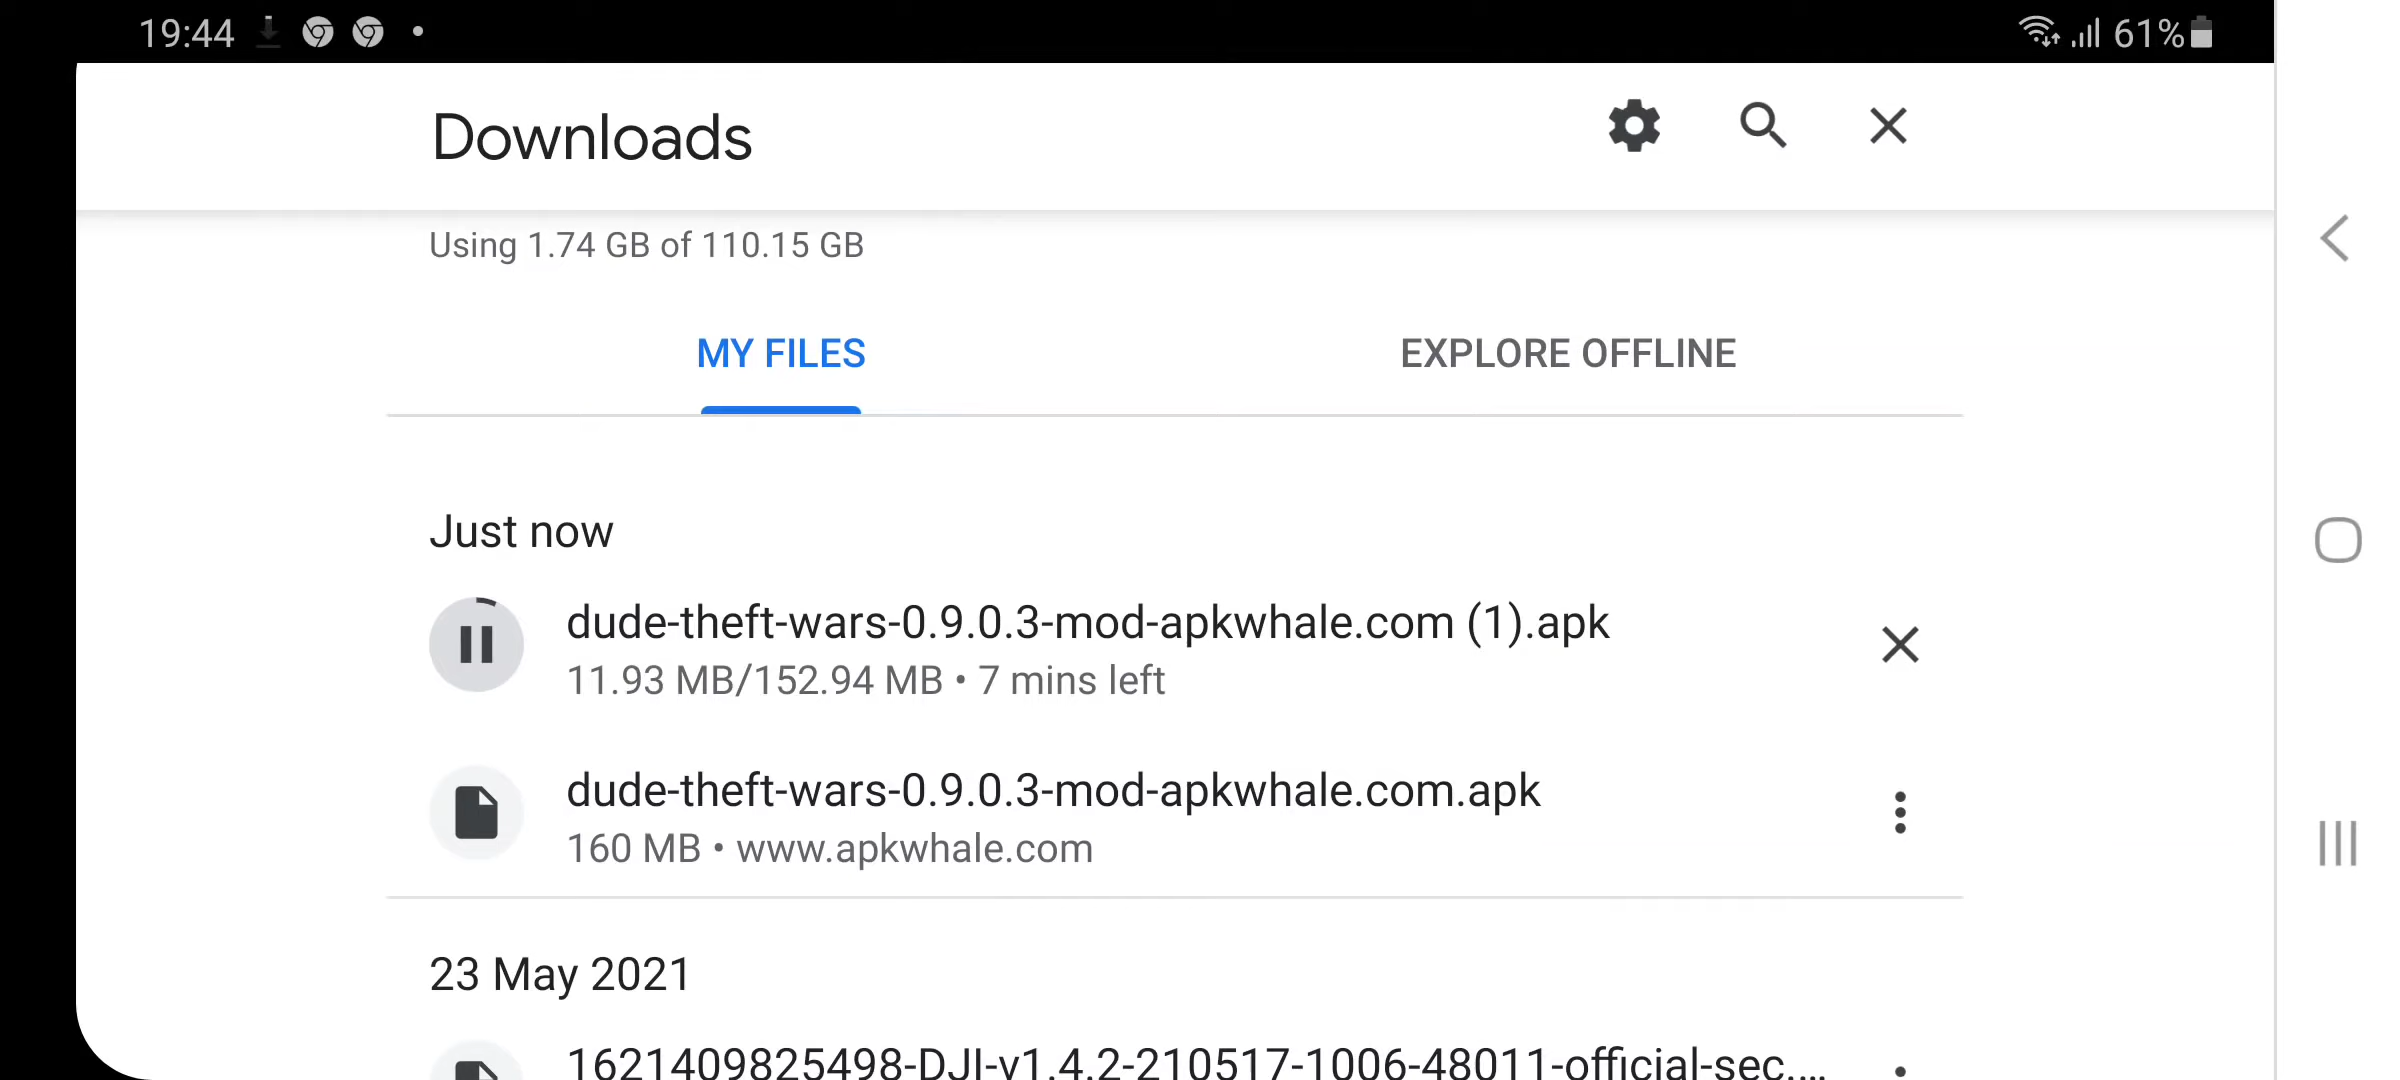 19:44
61%
Downloads
Using 1.74 GB of 110.15 GB
MY FILES
EXPLORE OFFLINE
Just now
dude-theft-wars-0.9.0.3-mod-apkwhale.com (1).apk
11.93 MB/152.94 MB • 7 mins left
dude-theft-wars-0.9.0.3-mod-apkwhale.com.apk
160 MB • www.apkwhale.com
23 May 2021
1621409825498-DJI-v1.4.2-210517-1006-48011-official-sec....